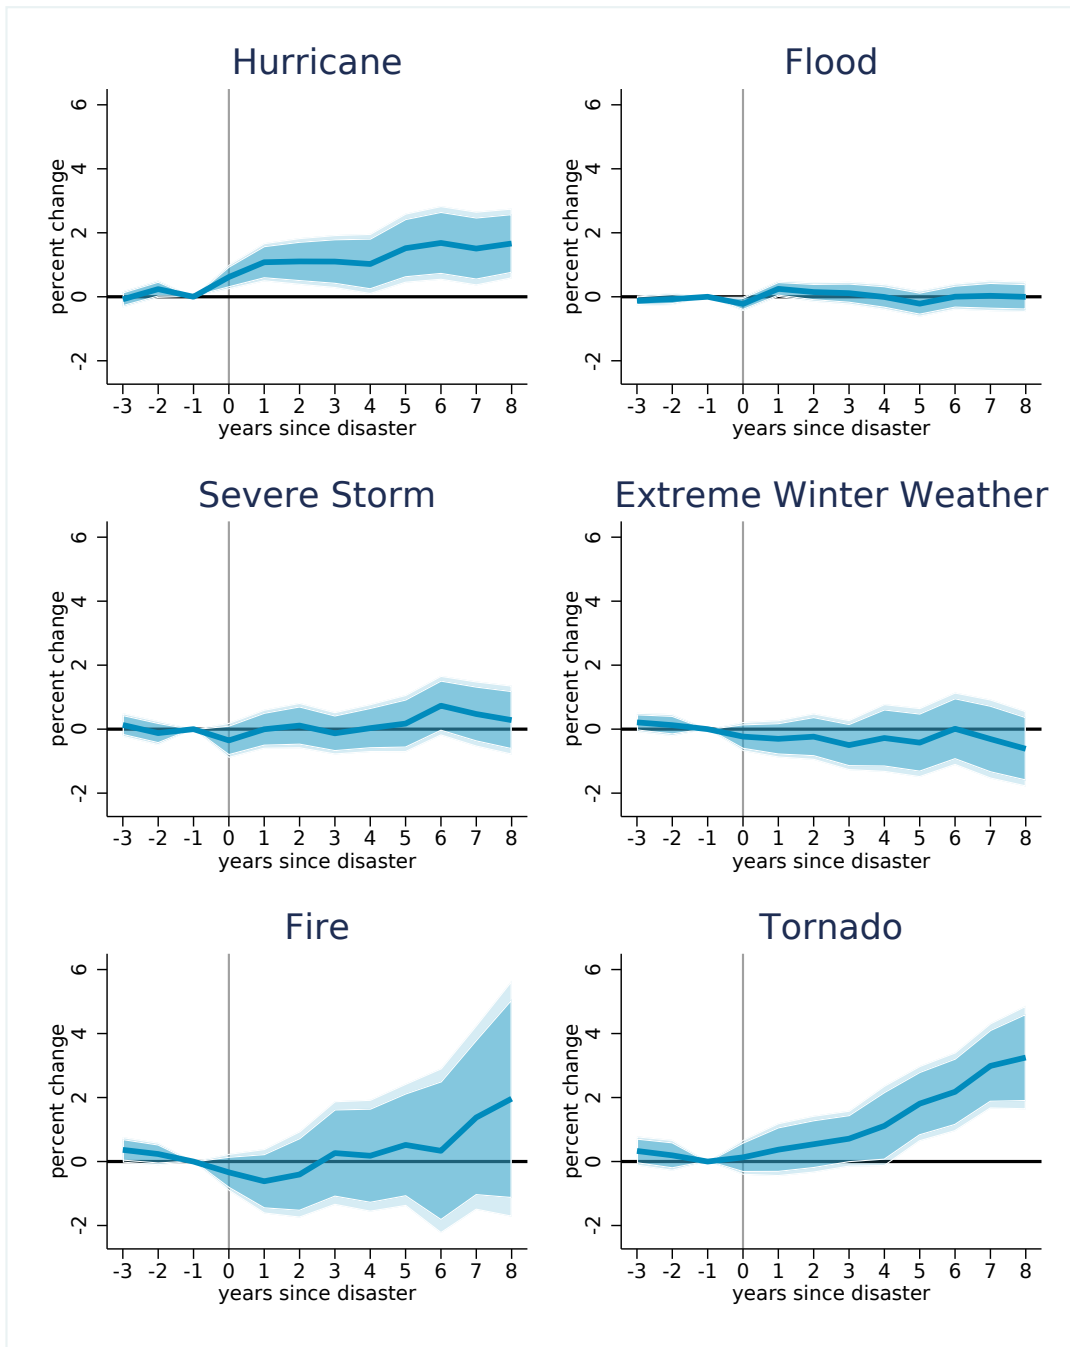 Hurricane
percent change
6
4
2
0
-2
-3 -2 -1 0 1 2 3 4 5 6 7 8
years since disaster
Flood
percent change
6
4
2
0
-2
-3 -2 -1 0 1 2 3 4 5 6 7 8
years since disaster
Severe Storm
percent change
6
4
2
0
-2
-3 -2 -1 0 1 2 3 4 5 6 7 8
years since disaster
Extreme Winter Weather
percent change
6
4
2
0
-2
-3 -2 -1 0 1 2 3 4 5 6 7 8
years since disaster
Fire
percent change
6
4
2
0
-2
-3 -2 -1 0 1 2 3 4 5 6 7 8
years since disaster
Tornado
percent change
6
4
2
0
-2
-3 -2 -1 0 1 2 3 4 5 6 7 8
years since disaster